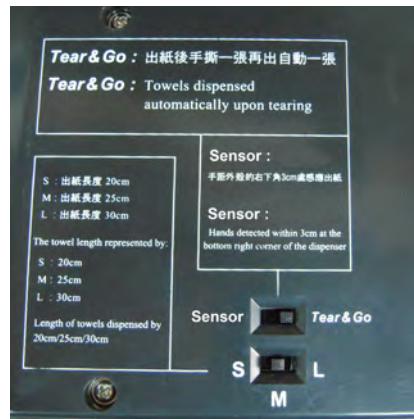 Tear & Go : 出紙後手撕一張再出自動一張
Tear & Go : Towels dispensed
automatically upon tearing
Sensor :
手距外殼的右下角3cm處感應出紙
Sensor :
Hands detected within 3cm at the
bottom right corner of the dispenser
S : 出紙長度 20cm
M : 出紙長度 25cm
L : 出紙長度 30cm
The towel length represented by:
S : 20cm
M : 25cm
L : 30cm
Length of towels dispensed by
20cm/25cm/30cm
Sensor Tear & Go
S L
M